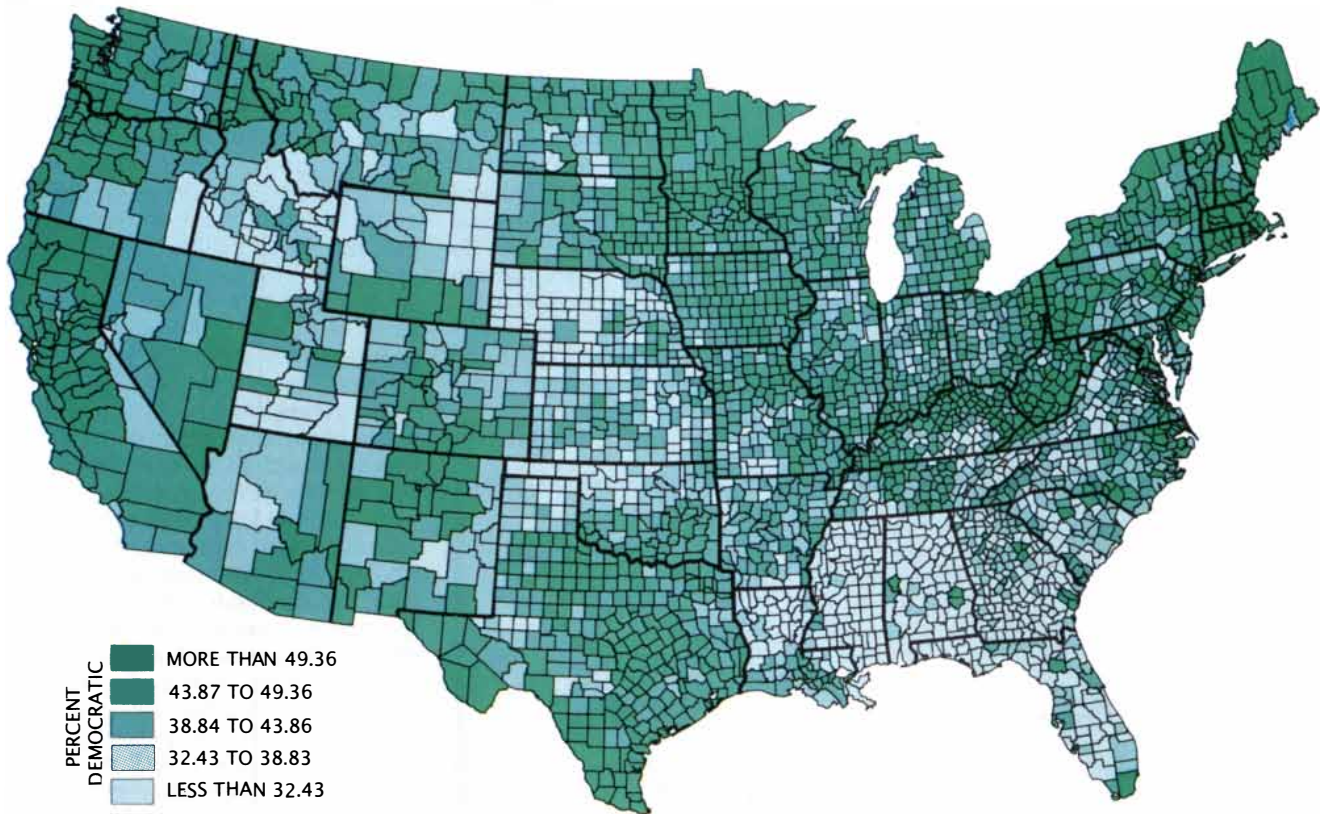 PERCENT
DEMOCRATIC
MORE THAN 49.36
43.87 TO 49.36
38.84 TO 43.86
32.43 TO 38.83
LESS THAN 32.43